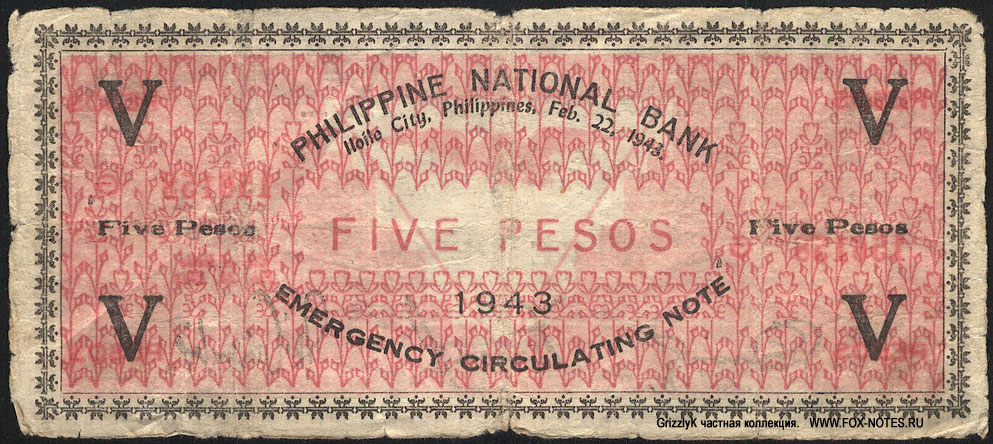 V
V
PHILIPPINE NATIONAL BANK
Iloilo City, Philippines, Feb. 22, 1943.
Five Pesos
FIVE PESOS
Five Pesos
1943
V
V
EMERGENCY CIRCULATING NOTE
GrizzlyK частная коллекция. WWW.FOX-NOTES.RU